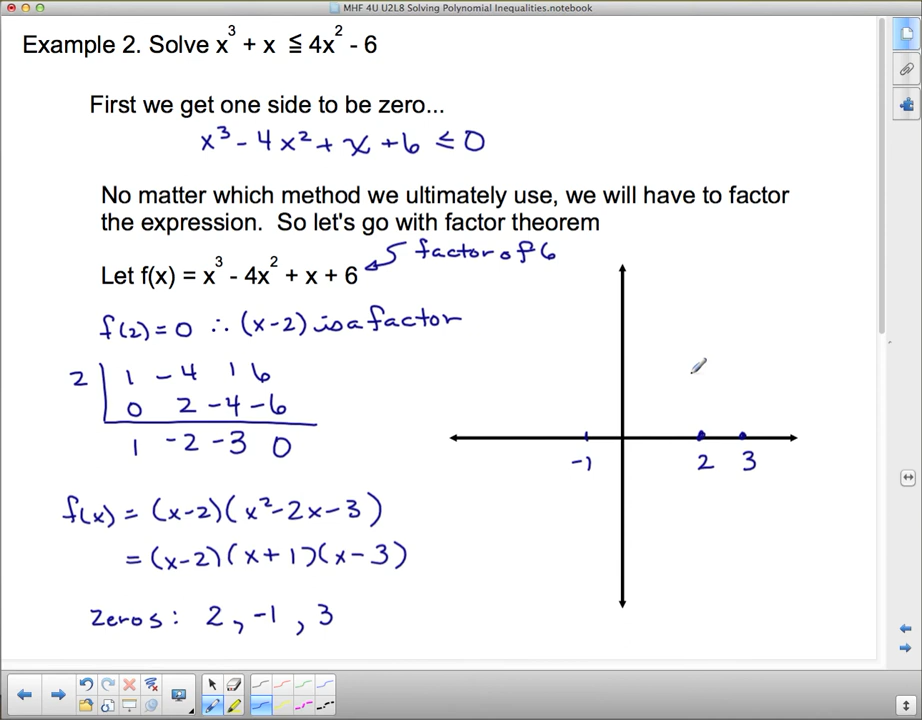 MHF 4U U2L8 Solving Polynomial Inequalities.notebook
Example 2. Solve x³ + x ≦ 4x² - 6
First we get one side to be zero...
x³ - 4x² + x + 6 ≤ 0
No matter which method we ultimately use, we will have to factor
the expression. So let's go with factor theorem
factor of 6
Let f(x) = x³ - 4x² + x + 6
f(2) = 0 ∴ (x-2) is a factor
2 | 1 -4 1 6
0 2 -4 -6
1 -2 -3 0
-1 2 3
f(x) = (x-2)(x²-2x-3)
= (x-2)(x+1)(x-3)
zeros: 2, -1, 3